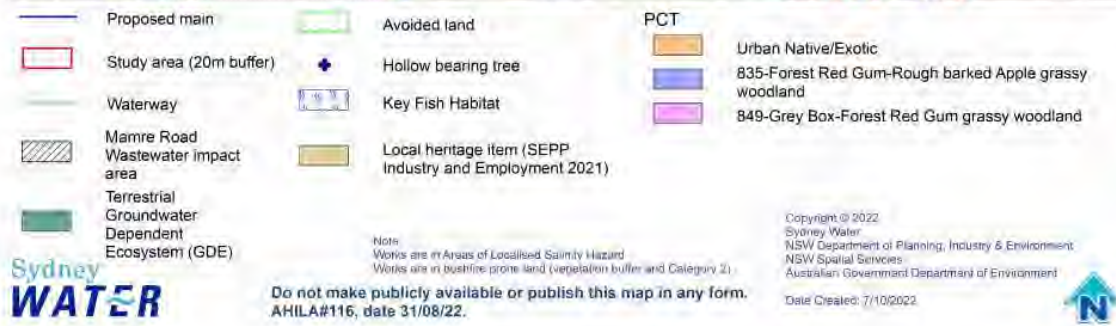 Proposed main
Study area (20m buffer)
Waterway
Mamre Road
Wastewater impact
area
Terrestrial
Groundwater
Dependent
Ecosystem (GDE)
Avoided land
Hollow bearing tree
Key Fish Habitat
Local heritage item (SEPP
Industry and Employment 2021)
PCT
Urban Native/Exotic
835-Forest Red Gum-Rough barked Apple grassy
woodland
849-Grey Box-Forest Red Gum grassy woodland
Note
Works are in Areas of Localised Salinity Hazard
Works are in bushfire prone land (vegetation buffer and Category 2)
Do not make publicly available or publish this map in any form.
AHILA#116, date 31/08/22.
Copyright © 2022
Sydney Water
NSW Department of Planning, Industry & Environment
NSW Spatial Services
Australian Government Department of Environment
Date Created: 7/10/2022
Sydney
WATER
N